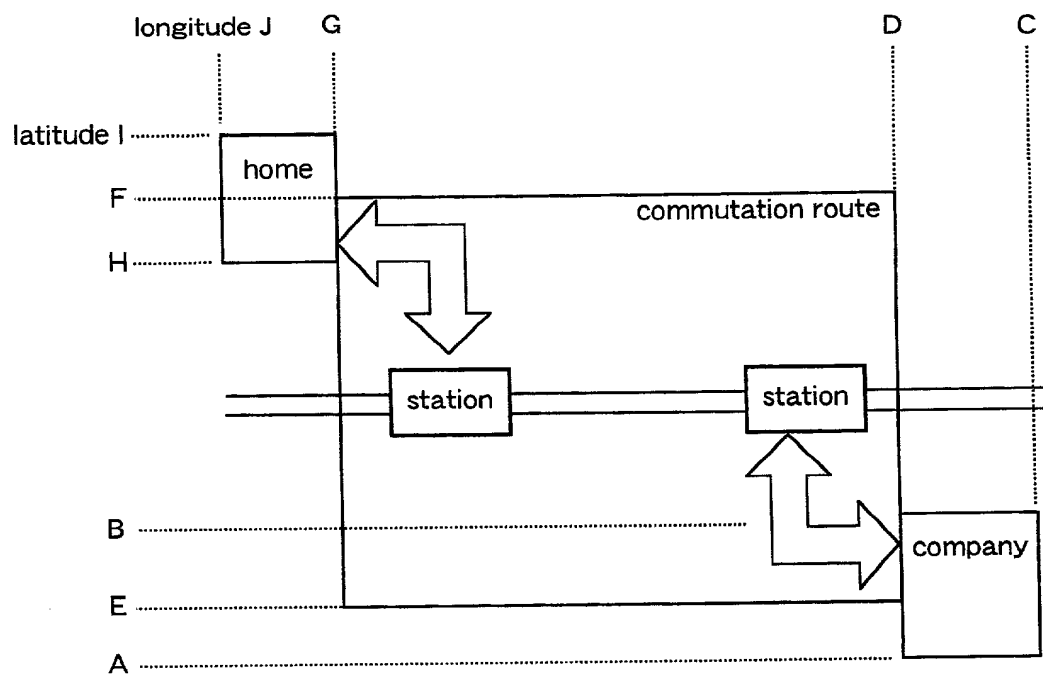 longitude J G D C
latitude I
home
F
commutation route
H
station station
B
company
E
A